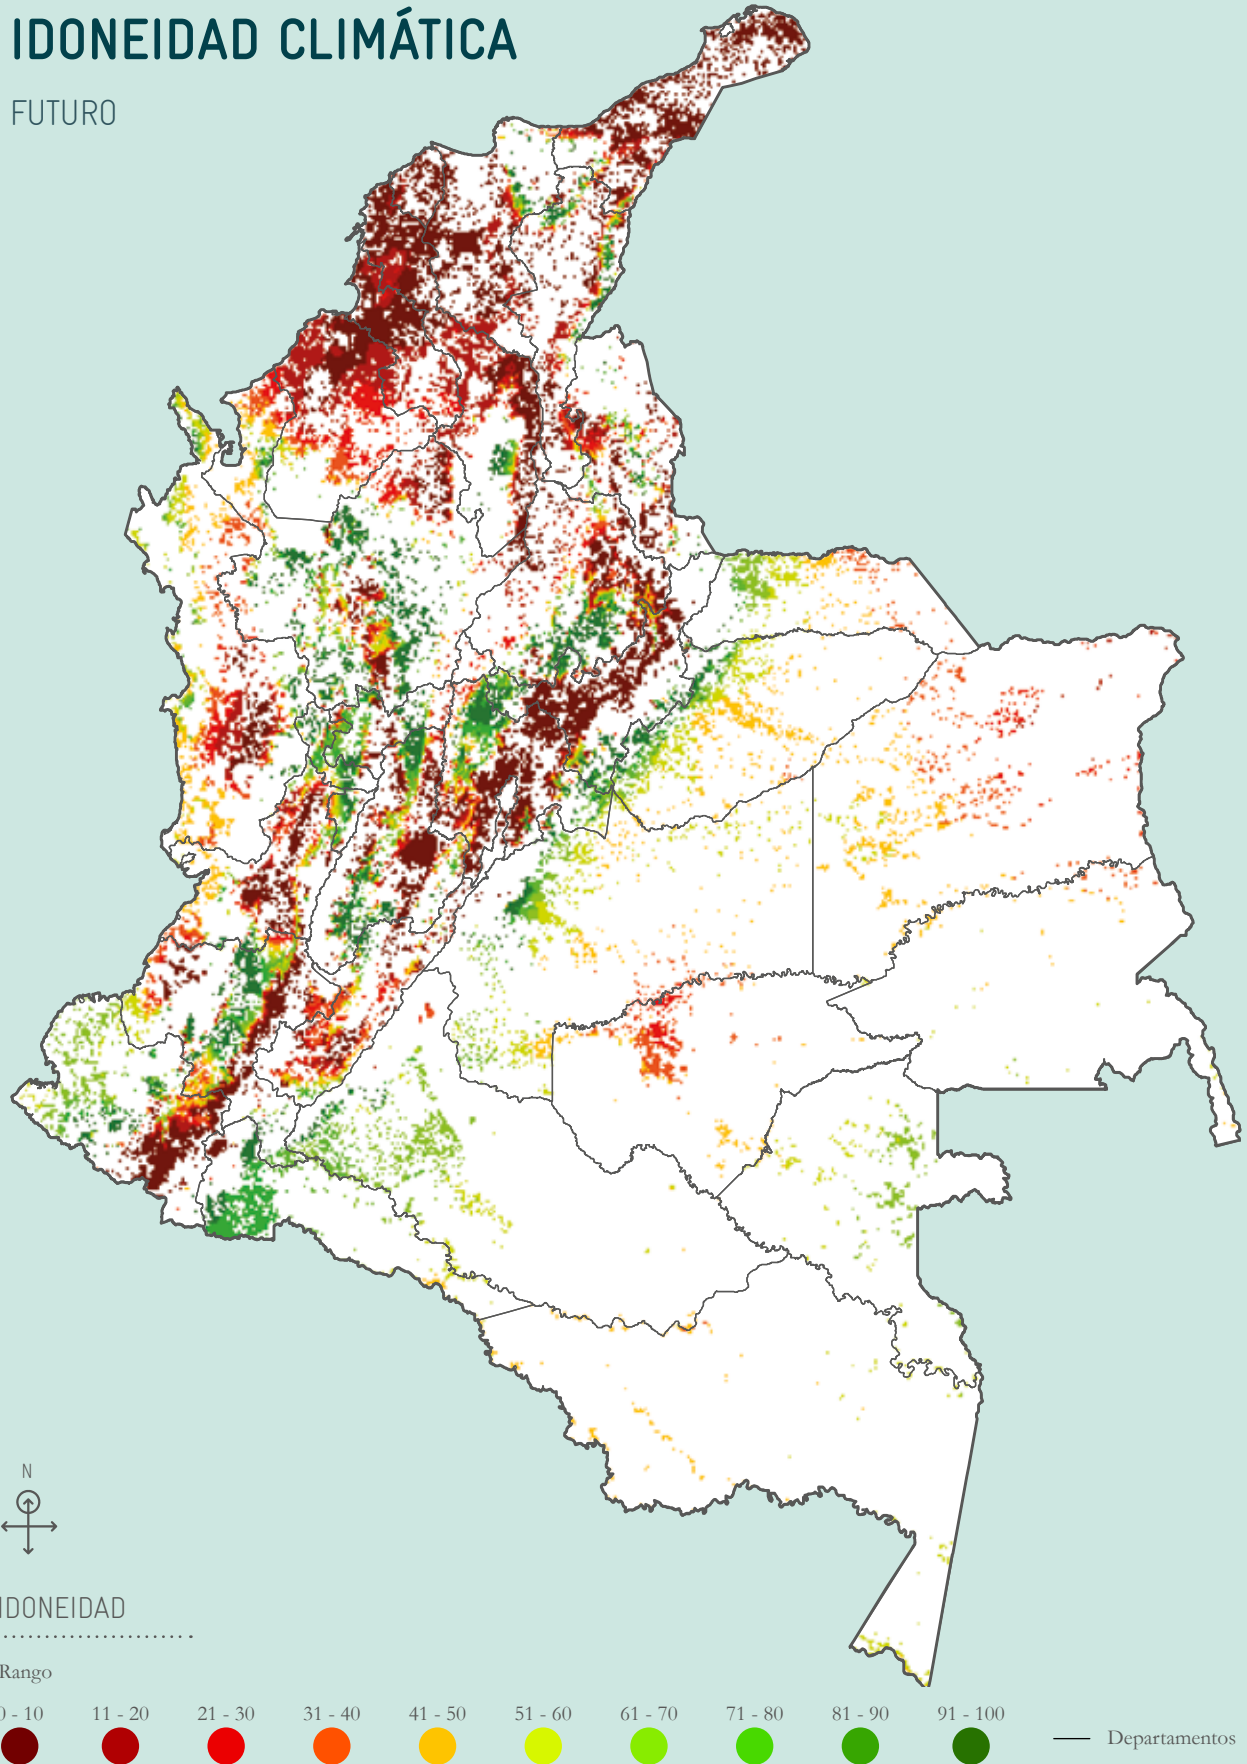 IDONEIDAD CLIMÁTICA
FUTURO
N
IDONEIDAD
Rango
0 - 10 11 - 20 21 - 30 31 - 40 41 - 50 51 - 60 61 - 70 71 - 80 81 - 90 91 - 100
Departamentos